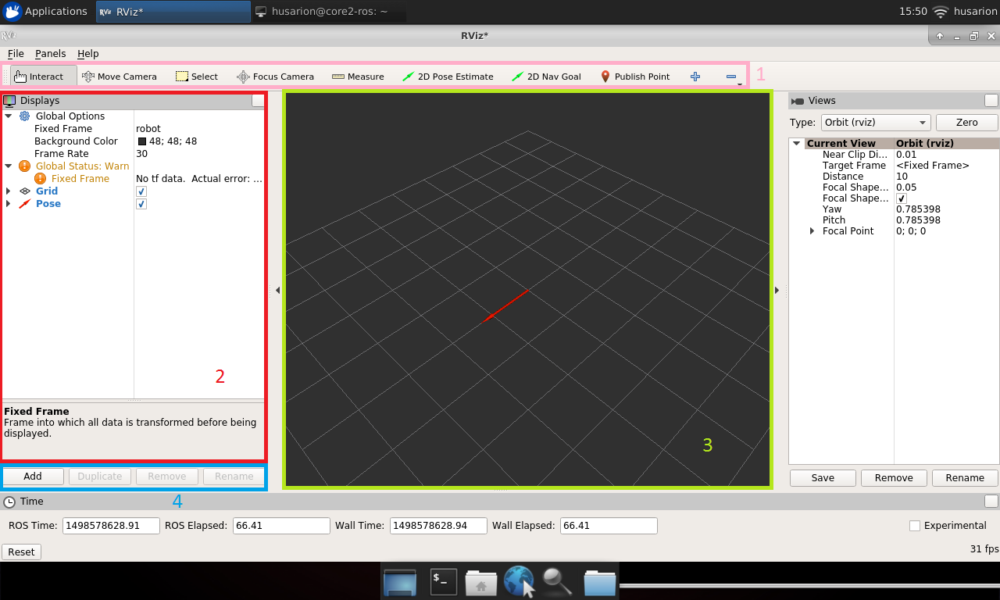 Applications RViz* husarion@core2-ros: ~ 15:50 husarion
RViz RViz*
File Panels Help
Interact Move Camera Select Focus Camera Measure 2D Pose Estimate 2D Nav Goal Publish Point 1
Displays
Global Options
Fixed Frame robot
Background Color 48; 48; 48
Frame Rate 30
Global Status: Warn
Fixed Frame No tf data. Actual error: ...
Grid
Pose
2
Fixed Frame
Frame into which all data is transformed before being
displayed.
Add Duplicate Remove Rename
4
3
Views
Type: Orbit (rviz) Zero
Current View Orbit (rviz)
Near Clip Di... 0.01
Target Frame <Fixed Frame>
Distance 10
Focal Shape... 0.05
Focal Shape...
Yaw 0.785398
Pitch 0.785398
Focal Point 0; 0; 0
Save Remove Rename
Time
ROS Time: 1498578628.91 ROS Elapsed: 66.41 Wall Time: 1498578628.94 Wall Elapsed: 66.41 Experimental
Reset 31 fps
$_